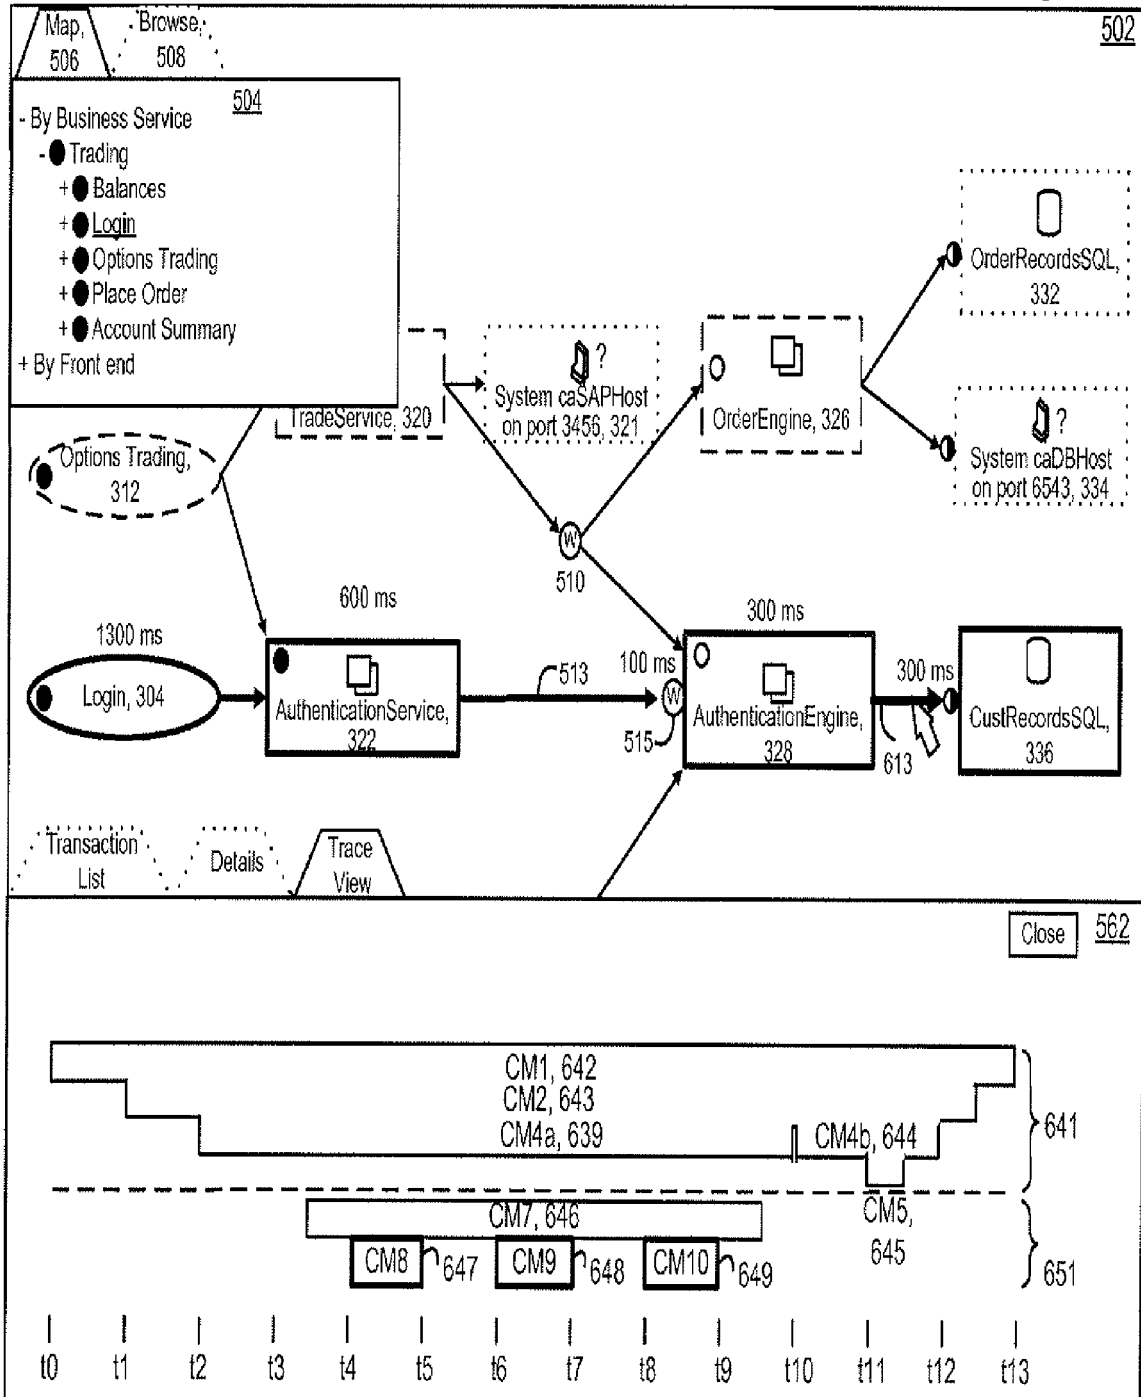 Map,
506
Browse,
508
502
504
- By Business Service
- Trading
+ Balances
+ Login
+ Options Trading
+ Place Order
+ Account Summary
+ By Front end
OrderRecordsSQL,
332
TradeService, 320
?
System caSAPHost
on port 3456, 321
OrderEngine, 326
?
System caDBHost
on port 6543, 334
Options Trading,
312
W
510
600 ms
300 ms
1300 ms
Login, 304
AuthenticationService,
322
513
100 ms
W
515
AuthenticationEngine,
328
300 ms
613
CustRecordsSQL,
336
Transaction
List
Details
Trace
View
Close
562
CM1, 642
CM2, 643
CM4a, 639
CM4b, 644
641
CM7, 646
CM5,
645
CM8
647
CM9
648
CM10
649
651
t0 t1 t2 t3 t4 t5 t6 t7 t8 t9 t10 t11 t12 t13